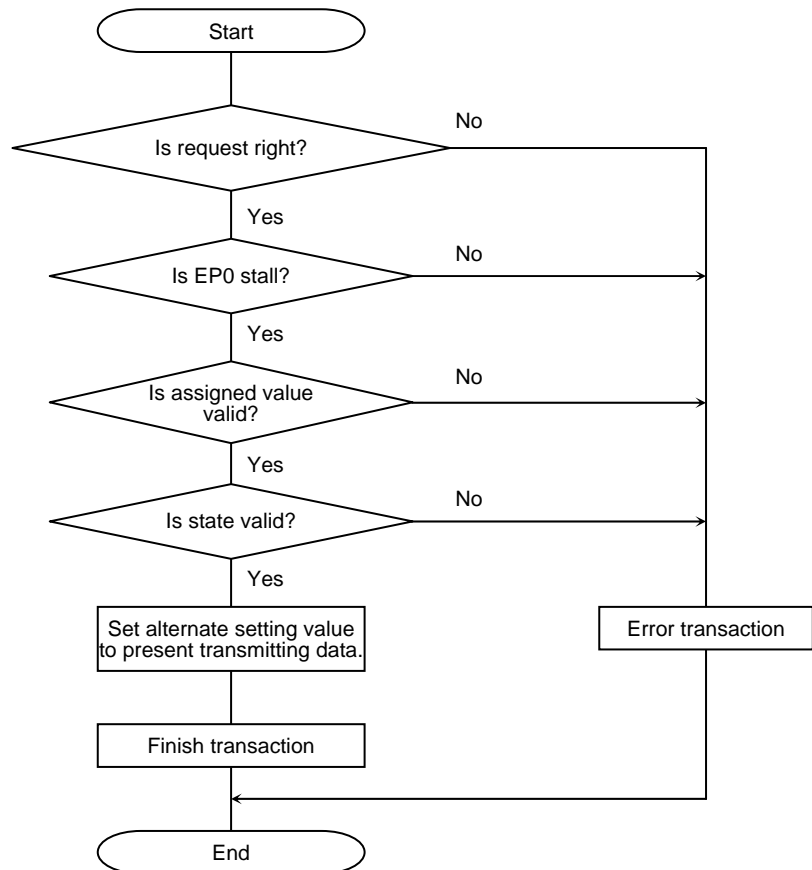 Start
Is request right?
No
Yes
Is EP0 stall?
No
Yes
Is assigned value
valid?
No
Yes
Is state valid?
No
Yes
Set alternate setting value
to present transmitting data.
Error transaction
Finish transaction
End